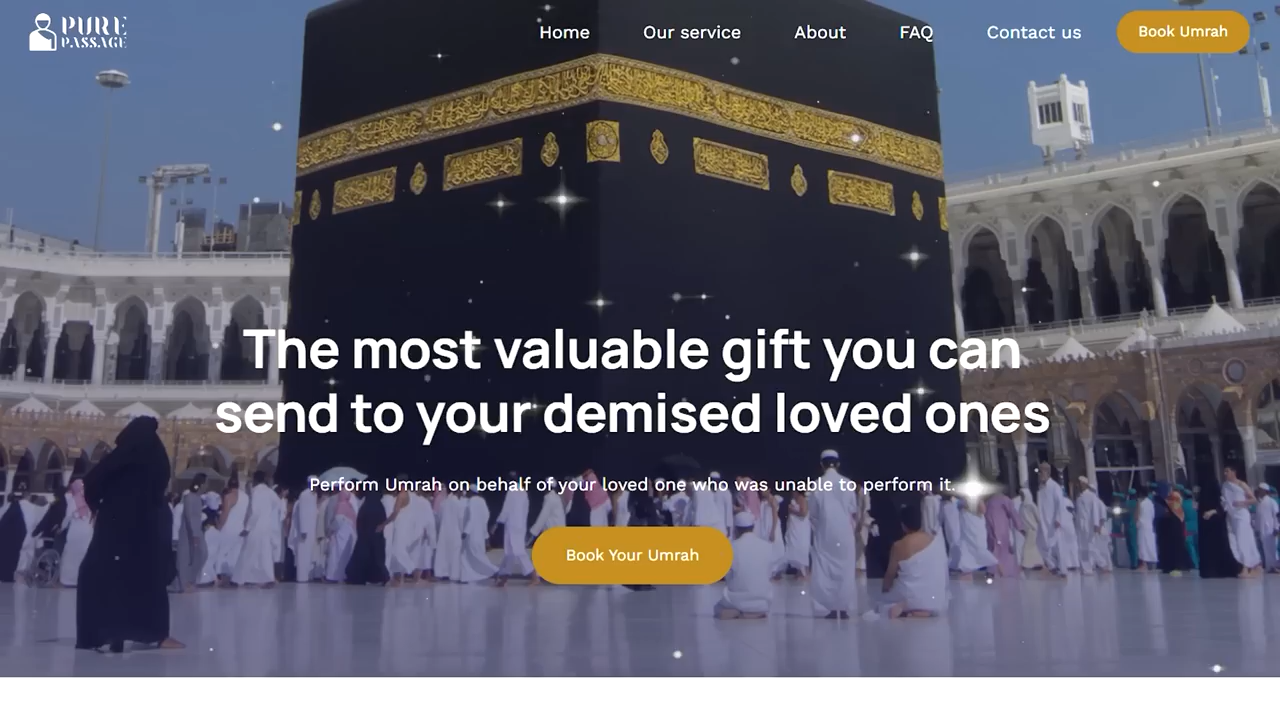 PURE
PASSAGE
Home
Our service
About
FAQ
Contact us
Book Umrah
The most valuable gift you can
send to your demised loved ones
Perform Umrah on behalf of your loved one who was unable to perform it.
Book Your Umrah